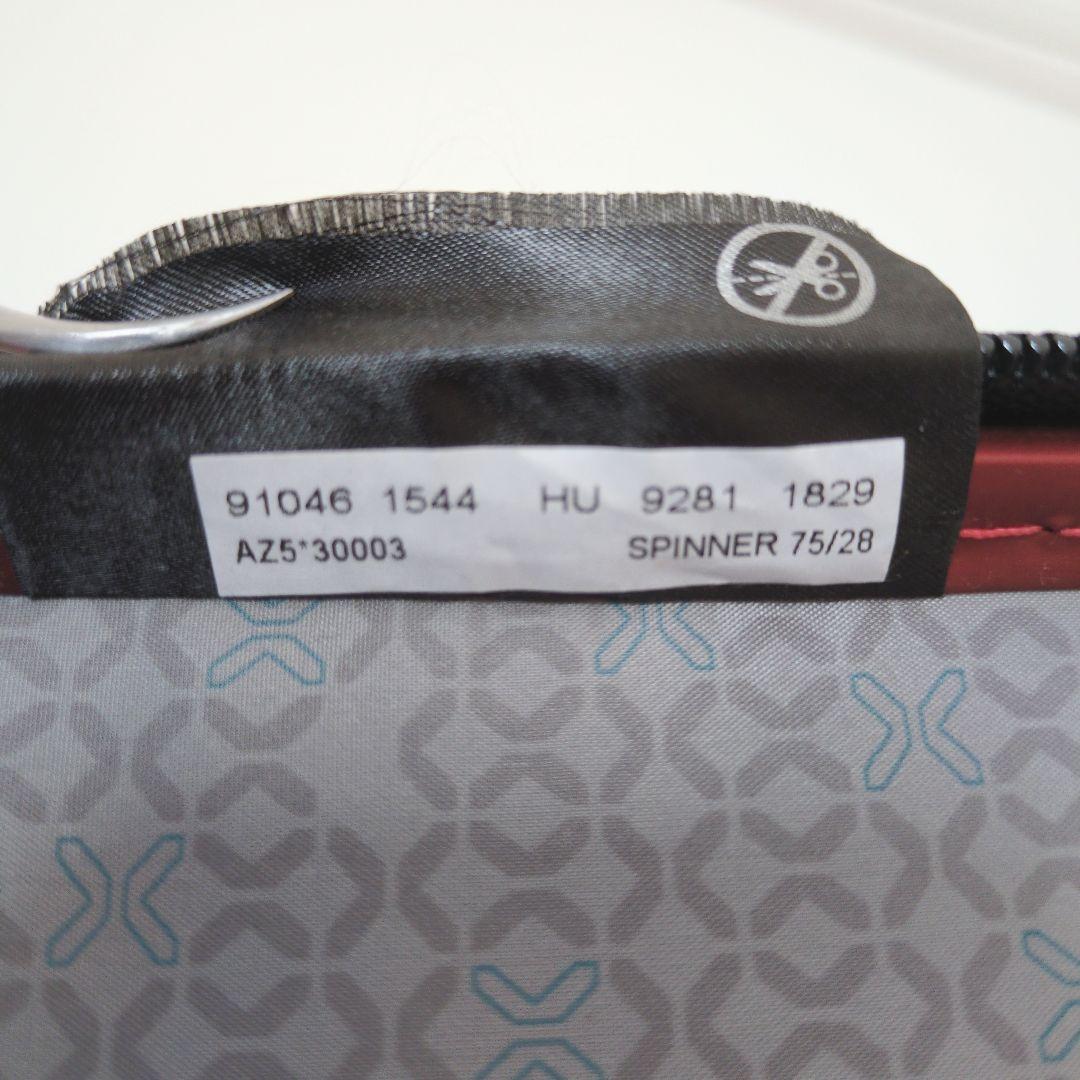 91046 1544 HU 9281 1829
AZ5*30003 SPINNER 75/28